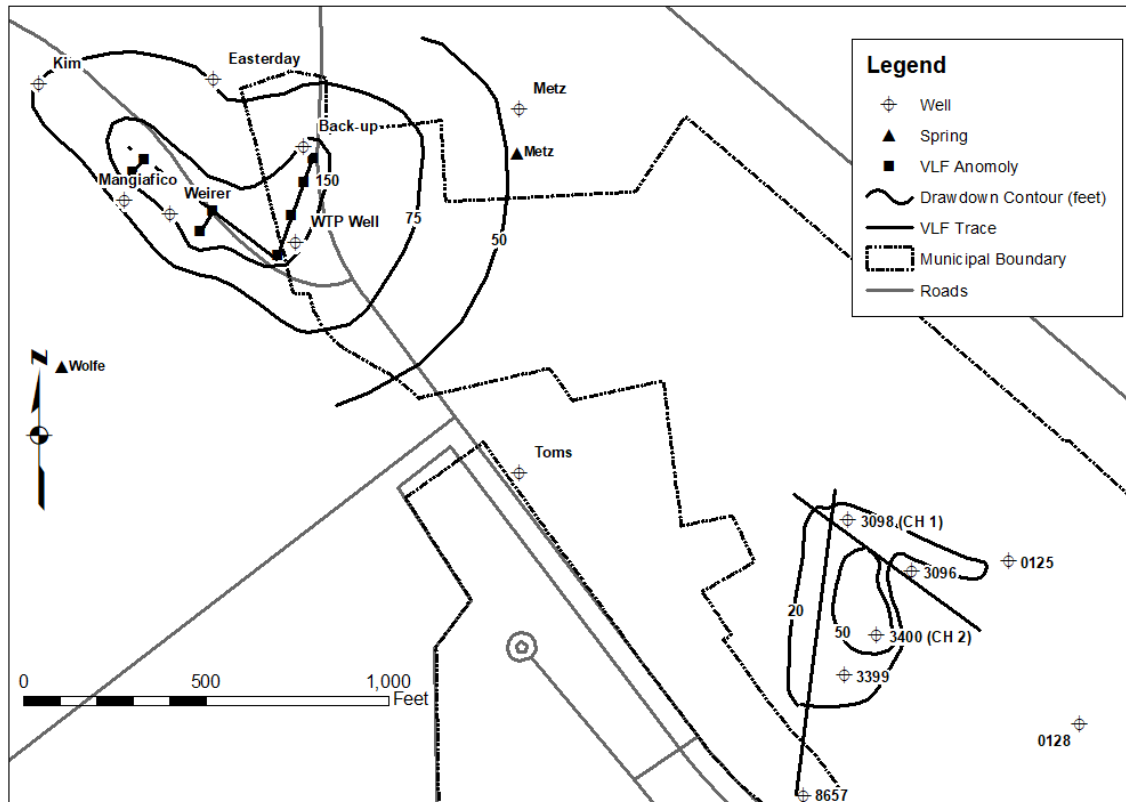 Kim
Easterday
Metz
Back-up
Metz
150
Mangiafico
Weirer
WTP Well
75
50
Wolfe
N
Toms
3098 (CH 1)
0125
3096
20
50
3400 (CH 2)
3399
0128
8657
0 500 1,000
Feet
Legend
Well
Spring
VLF Anomoly
Drawdown Contour (feet)
VLF Trace
Municipal Boundary
Roads